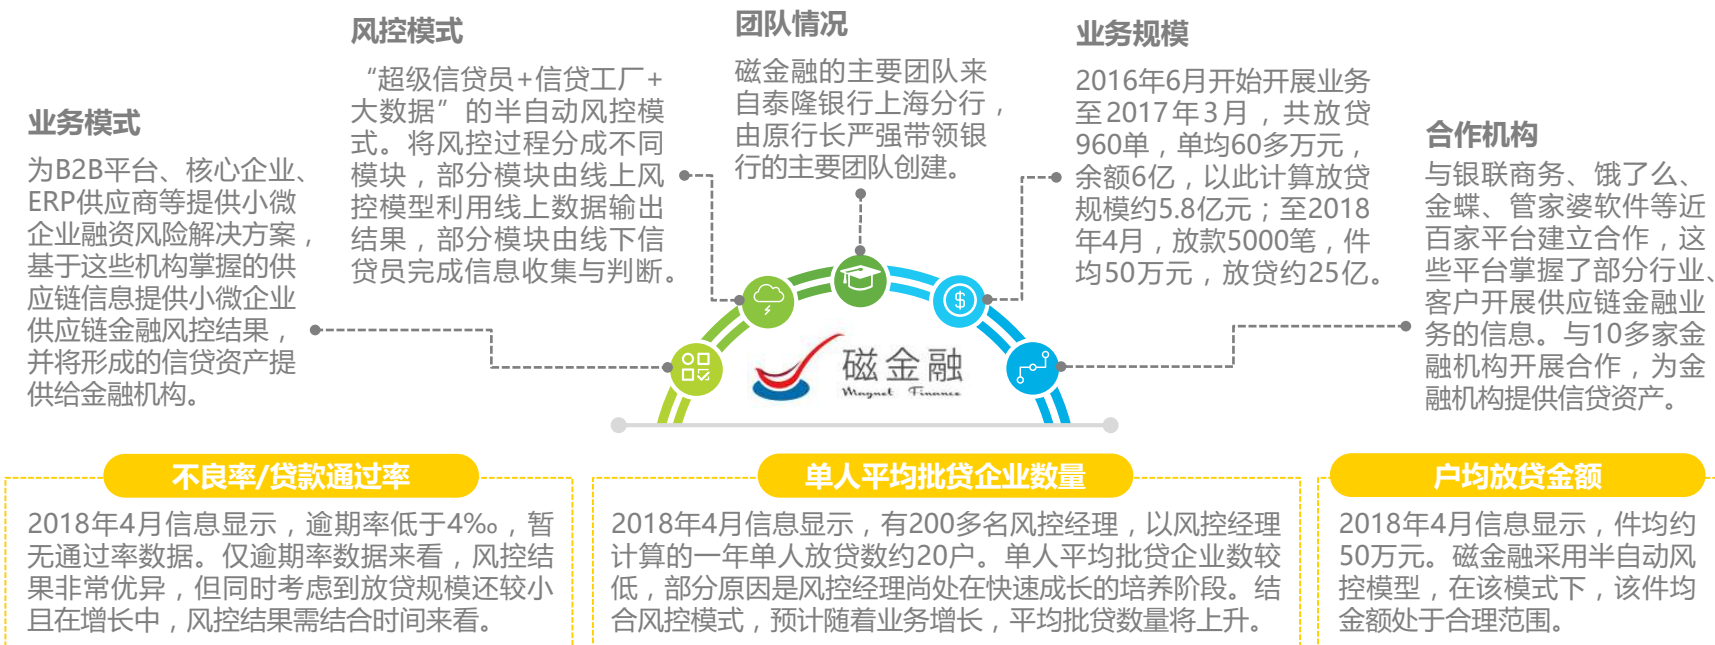 业务模式
为B2B平台、核心企业、
ERP供应商等提供小微
企业融资风险解决方案，
基于这些机构掌握的供
应链信息提供小微企业
供应链金融风控结果，
并将形成的信贷资产提
供给金融机构。
风控模式
“超级信贷员+信贷工厂+
大数据”的半自动风控模
式。将风控过程分成不同
模块，部分模块由线上风
控模型利用线上数据输出
结果，部分模块由线下信
贷员完成信息收集与判断。
团队情况
磁金融的主要团队来
自泰隆银行上海分行，
由原行长严强带领银
行的主要团队创建。
业务规模
2016年6月开始开展业务
至2017年3月，共放贷
960单，单均60多万元，
余额6亿，以此计算放贷
规模约5.8亿元；至2018
年4月，放款5000笔，件
均50万元，放贷约25亿。
合作机构
与银联商务、饿了么、
金蝶、管家婆软件等近
百家平台建立合作，这
些平台掌握了部分行业、
客户开展供应链金融业
务的信息。与10多家金
融机构开展合作，为金
融机构提供信贷资产。
磁金融
Magnet Finance
不良率/贷款通过率
2018年4月信息显示，逾期率低于4‰，暂
无通过率数据。仅逾期率数据来看，风控结
果非常优异，但同时考虑到放贷规模还较小
且在增长中，风控结果需结合时间来看。
单人平均批贷企业数量
2018年4月信息显示，有200多名风控经理，以风控经理
计算的一年单人放贷数约20户。单人平均批贷企业数较
低，部分原因是风控经理尚处在快速成长的培养阶段。结
合风控模式，预计随着业务增长，平均批贷数量将上升。
户均放贷金额
2018年4月信息显示，件均约
50万元。磁金融采用半自动风
控模型，在该模式下，该件均
金额处于合理范围。